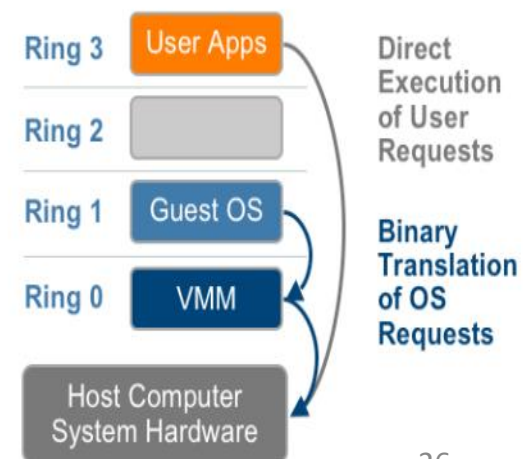 Ring 3
User Apps
Ring 2
Ring 1
Guest OS
Ring 0
VMM
Host Computer
System Hardware
Direct
Execution
of User
Requests
Binary
Translation
of OS
Requests